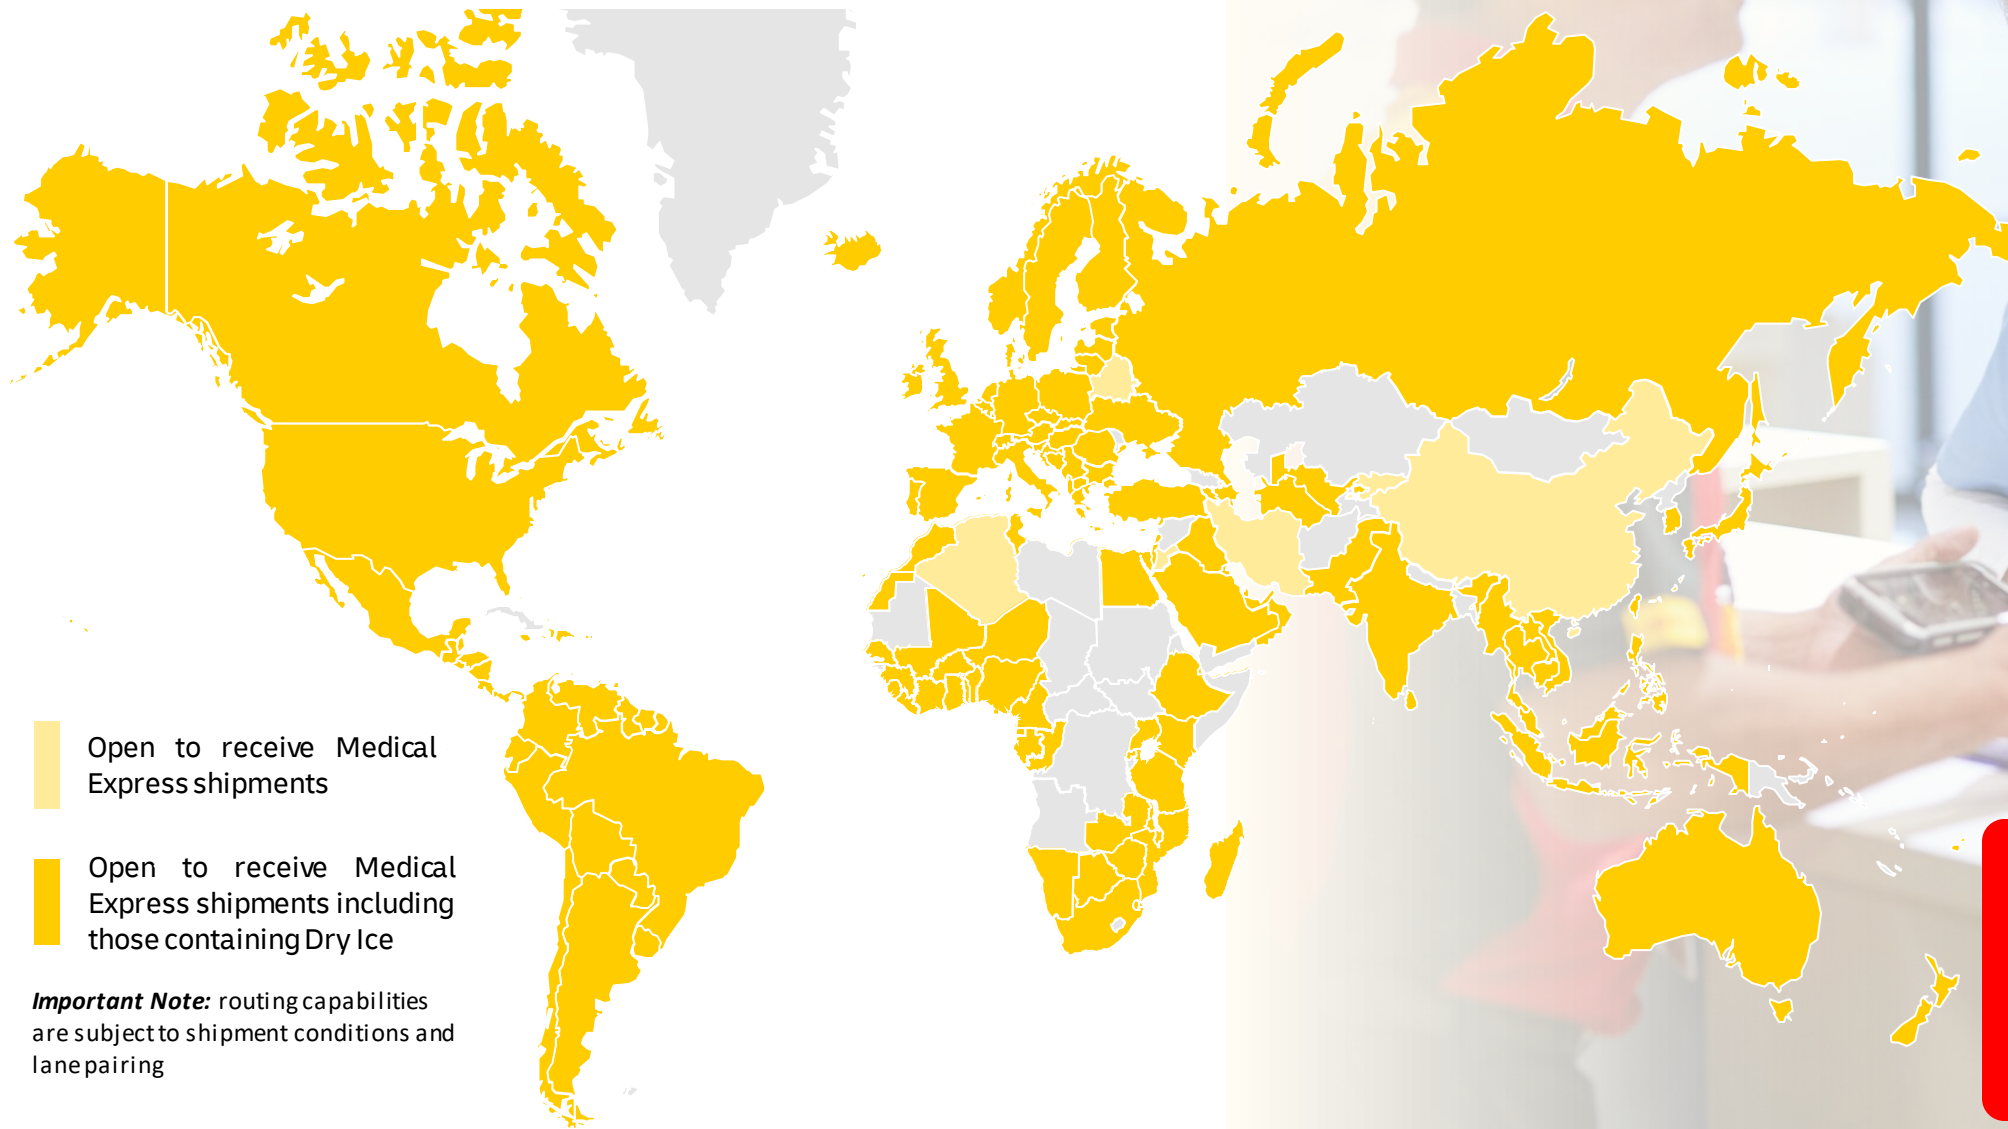 Open to receive Medical
Express shipments
Open to receive Medical
Express shipments including
those containing Dry Ice
Important Note: routing capabilities
are subject to shipment conditions and
lane pairing